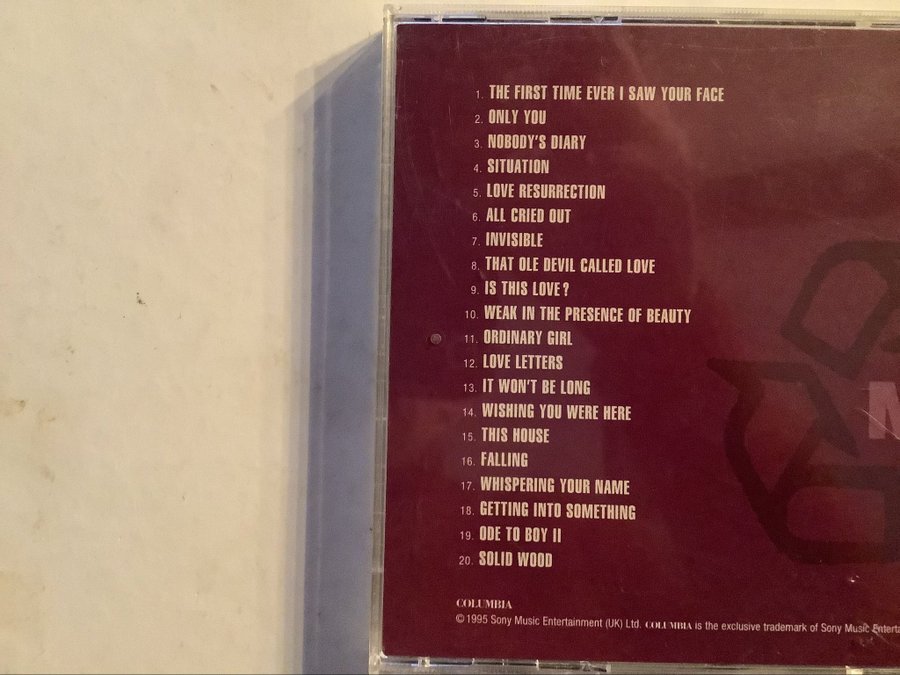 1. THE FIRST TIME EVER I SAW YOUR FACE
2. ONLY YOU
3. NOBODY'S DIARY
4. SITUATION
5. LOVE RESURRECTION
6. ALL CRIED OUT
7. INVISIBLE
8. THAT OLE DEVIL CALLED LOVE
9. IS THIS LOVE?
10. WEAK IN THE PRESENCE OF BEAUTY
11. ORDINARY GIRL
12. LOVE LETTERS
13. IT WON'T BE LONG
14. WISHING YOU WERE HERE
15. THIS HOUSE
16. FALLING
17. WHISPERING YOUR NAME
18. GETTING INTO SOMETHING
19. ODE TO BOY II
20. SOLID WOOD
COLUMBIA
© 1995 Sony Music Entertainment (UK) Ltd. COLUMBIA is the exclusive trademark of Sony Music